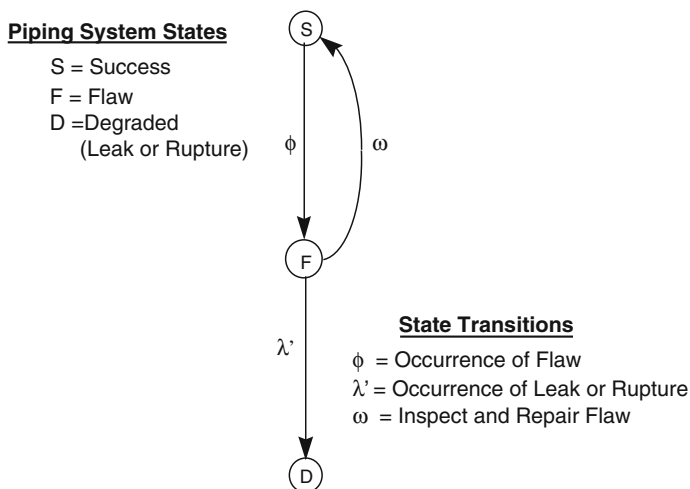 Piping System States
S = Success
F = Flaw
D =Degraded
(Leak or Rupture)
S
ϕ
ω
F
λ’
State Transitions
ϕ = Occurrence of Flaw
λ’ = Occurrence of Leak or Rupture
ω = Inspect and Repair Flaw
D